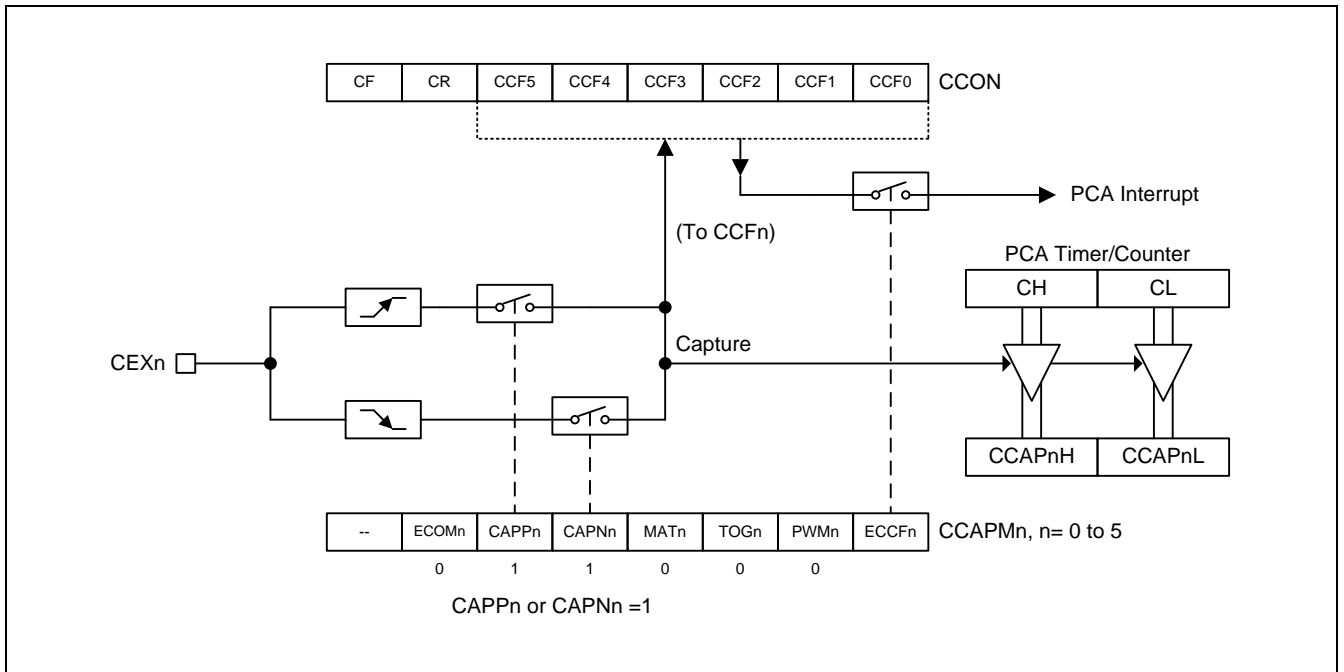 CF CR CCF5 CCF4 CCF3 CCF2 CCF1 CCF0 CCON
PCA Interrupt
(To CCFn)
PCA Timer/Counter
CH CL
CEXn
Capture
CCAPnH CCAPnL
-- ECOMn CAPPn CAPNn MATn TOGn PWMn ECCFn CCAPMn, n= 0 to 5
0 1 1 0 0 0
CAPPn or CAPNn =1